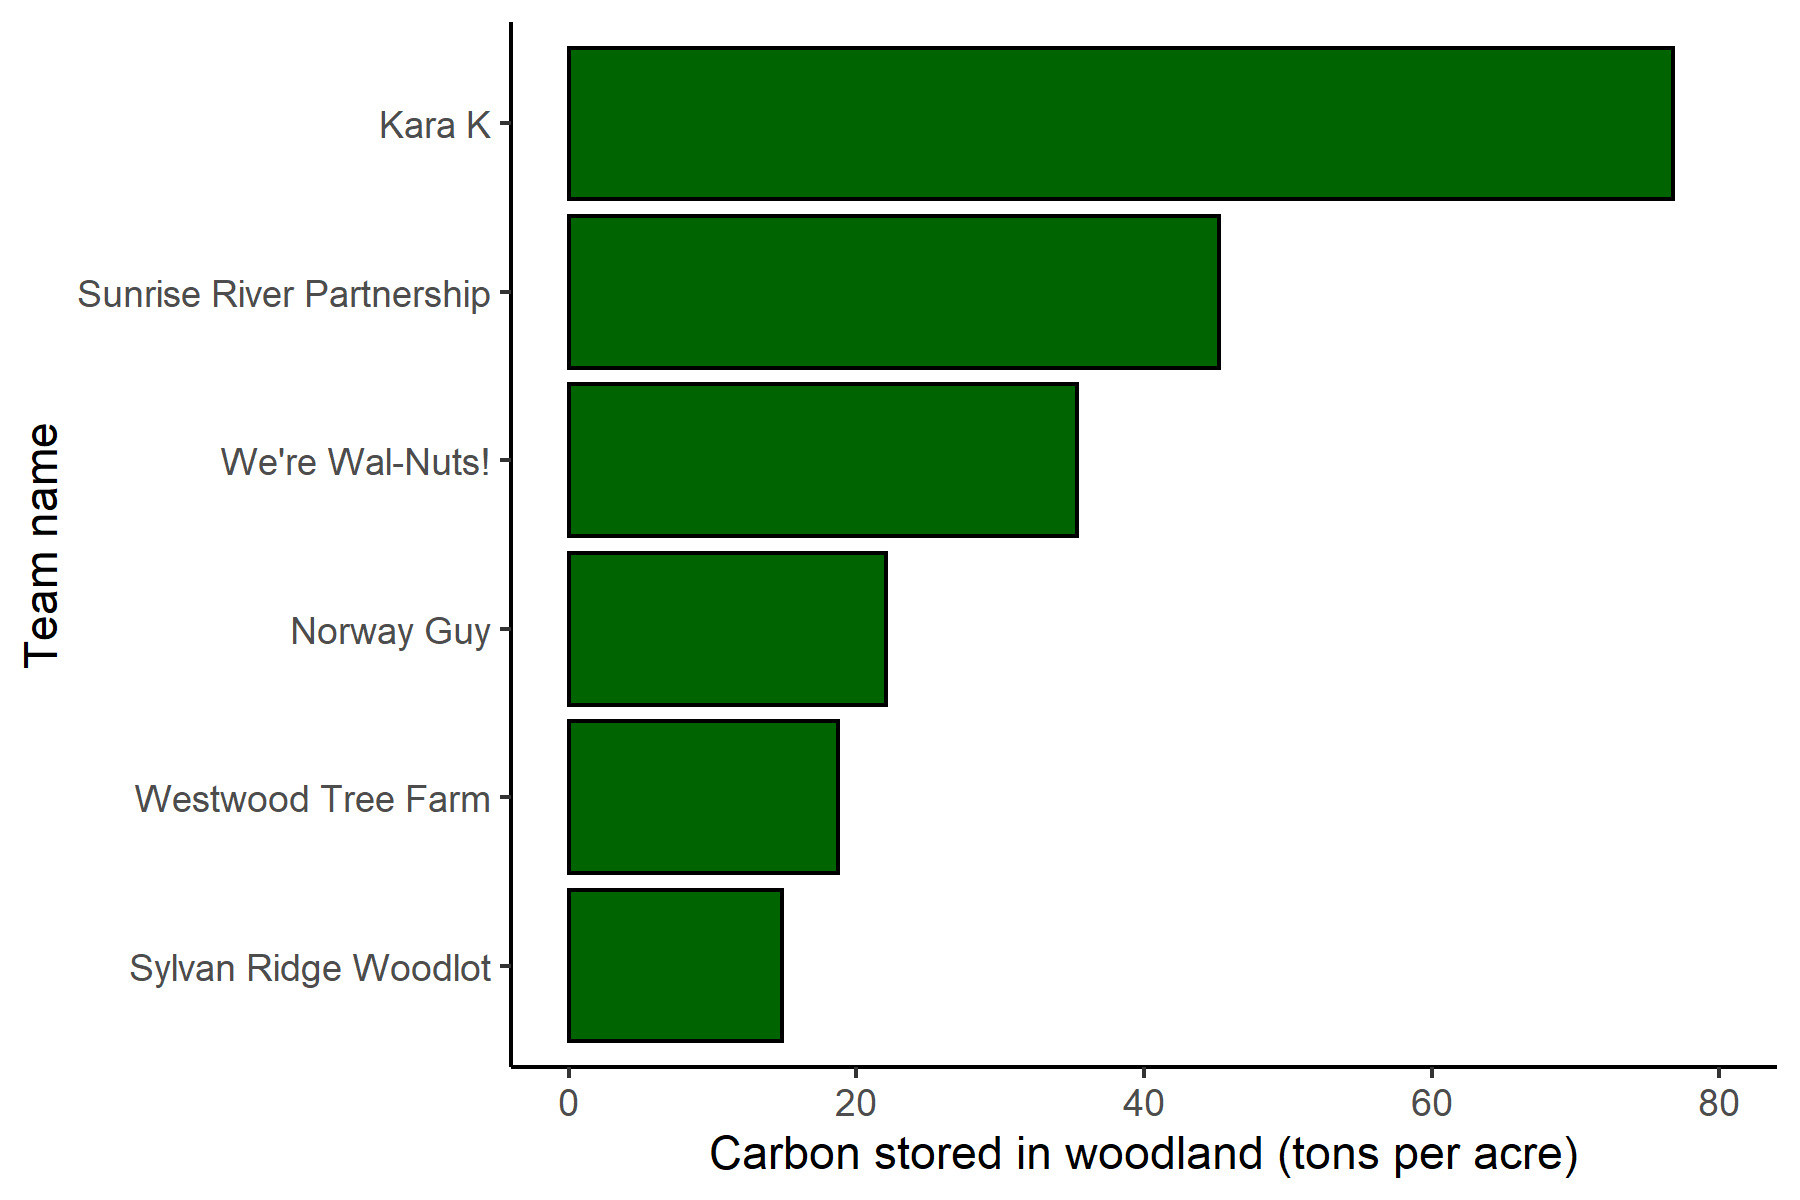 Team name
Kara K
Sunrise River Partnership
We're Wal-Nuts!
Norway Guy
Westwood Tree Farm
Sylvan Ridge Woodlot
0 20 40 60 80
Carbon stored in woodland (tons per acre)